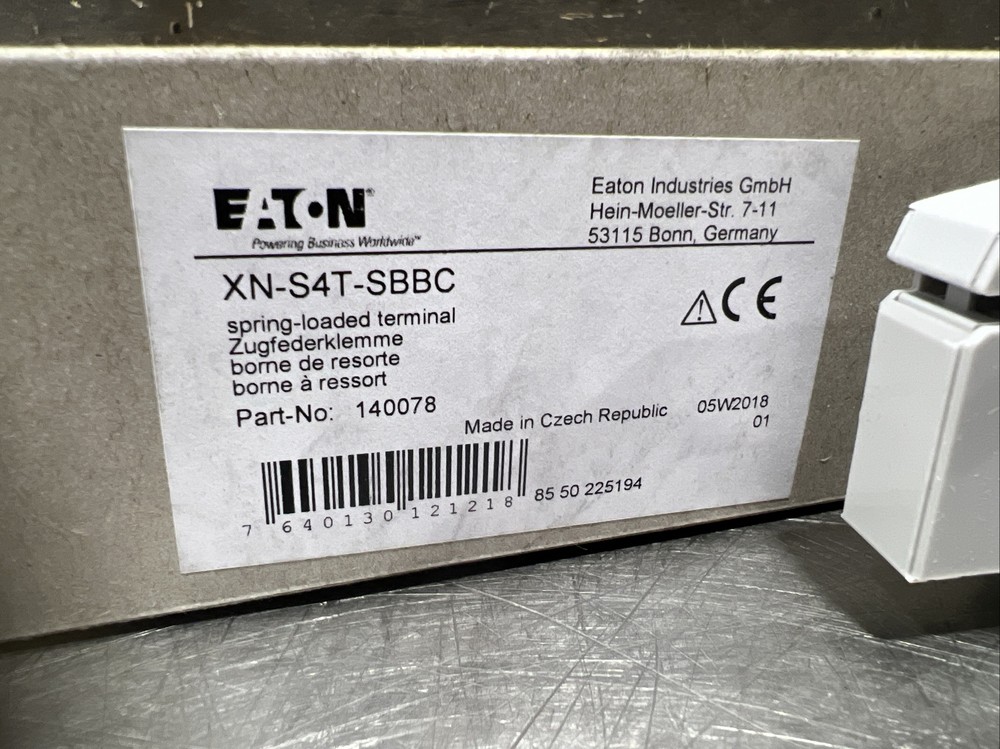 EATON®
Powering Business Worldwide™
Eaton Industries GmbH
Hein-Moeller-Str. 7-11
53115 Bonn, Germany
XN-S4T-SBBC
spring-loaded terminal
Zugfederklemme
borne de resorte
borne à ressort
Part-No: 140078
CE
Made in Czech Republic
05W2018
01
7 640130 121218
85 50 225194